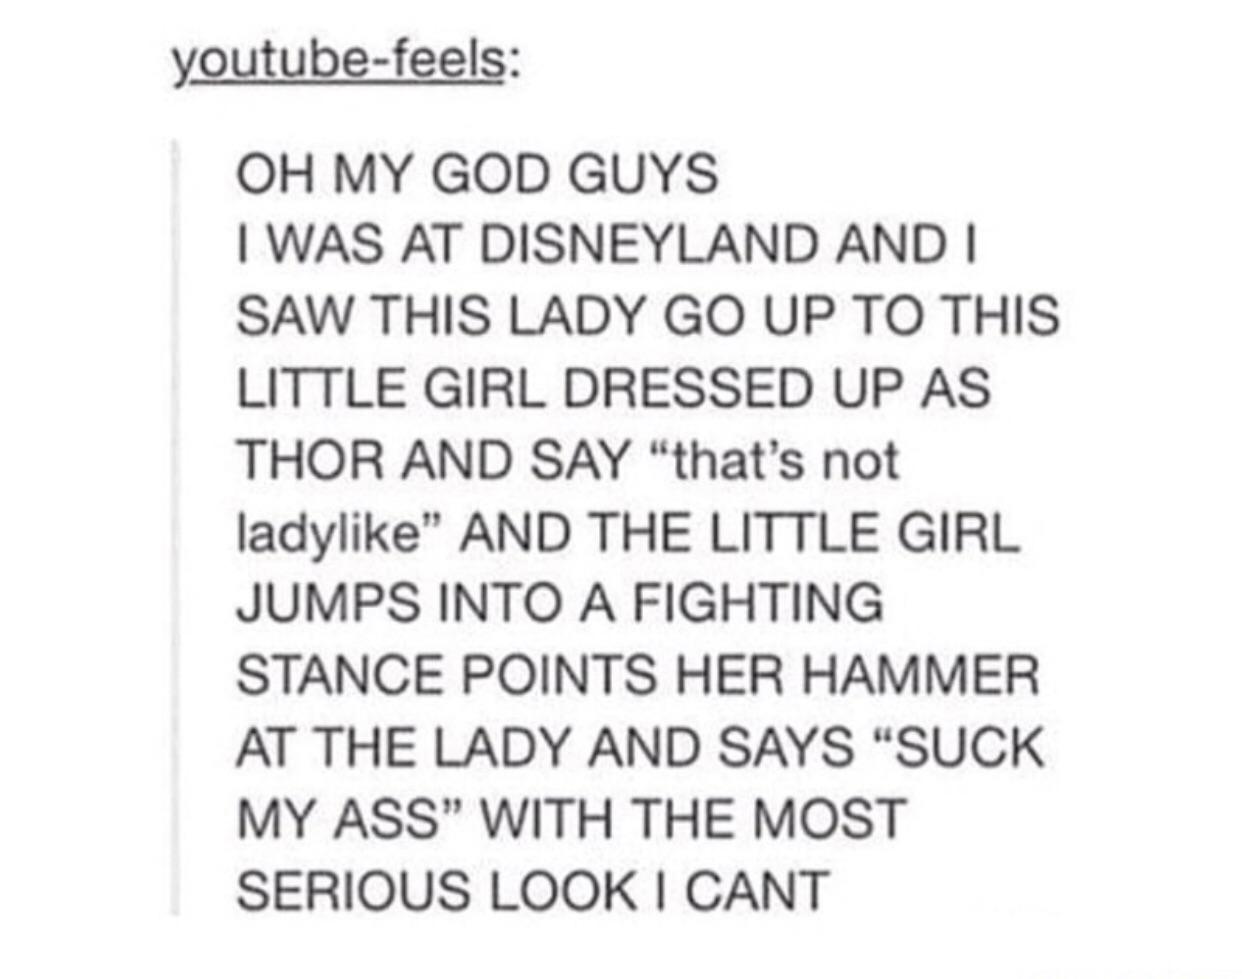 youtube-feels:
OH MY GOD GUYS
I WAS AT DISNEYLAND AND I
SAW THIS LADY GO UP TO THIS
LITTLE GIRL DRESSED UP AS
THOR AND SAY “that’s not
ladylike” AND THE LITTLE GIRL
JUMPS INTO A FIGHTING
STANCE POINTS HER HAMMER
AT THE LADY AND SAYS “SUCK
MY ASS” WITH THE MOST
SERIOUS LOOK I CANT